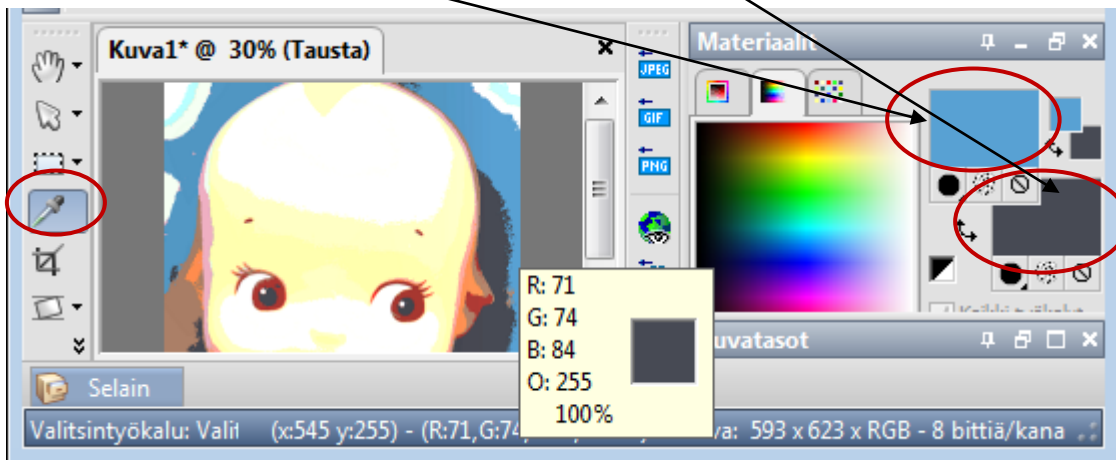 Kuva1* @ 30% (Tausta)
Materiaalit
JPEG
GIF
PNG
R: 71
G: 74
B: 84
O: 255
100%
uvatasot
Selain
Valitsintyökalu: Valit (x:545 y:255) - (R:71,G:74 va: 593 x 623 x RGB - 8 bittiä/kana